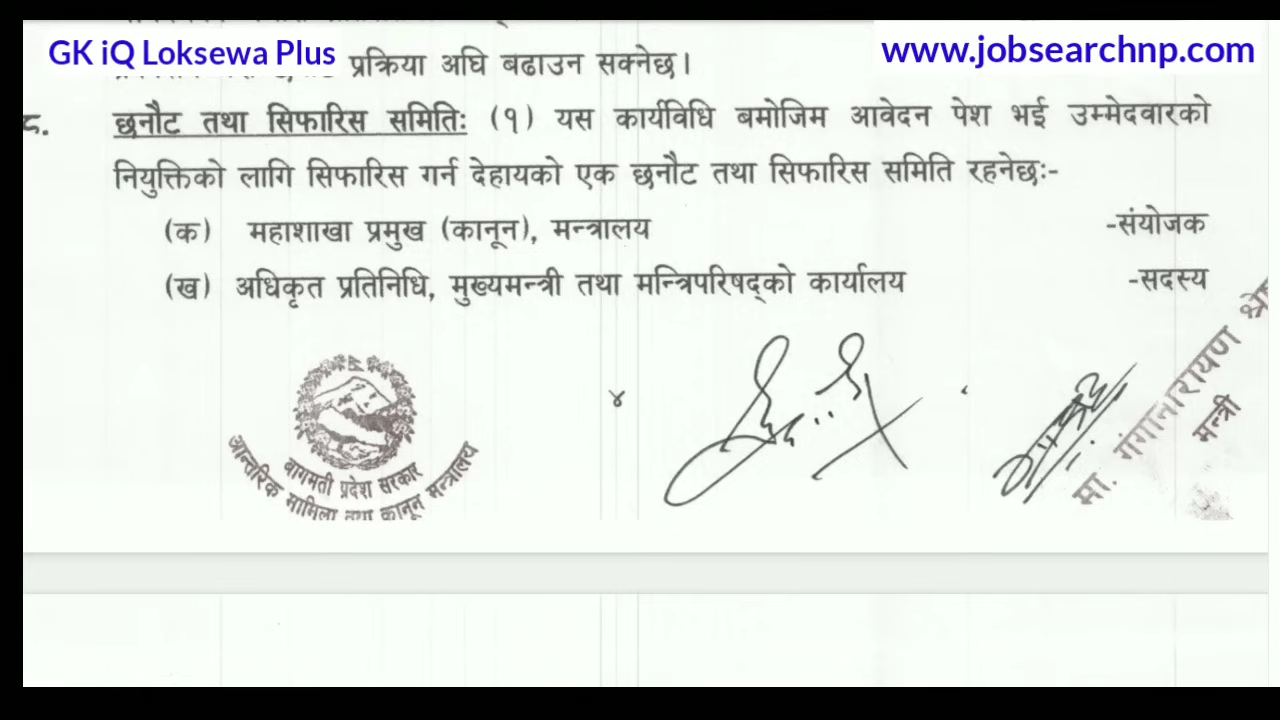 GK iQ Loksewa Plus
www.jobsearchnp.com
प्रक्रिया अघि बढाउन सक्नेछ।
८. छनौट तथा सिफारिस समितिः (१) यस कार्यविधि बमोजिम आवेदन पेश भई उम्मेदवारको
नियुक्तिको लागि सिफारिस गर्न देहायको एक छनौट तथा सिफारिस समिति रहनेछः-
(क) महाशाखा प्रमुख (कानून), मन्त्रालय -संयोजक
(ख) अधिकृत प्रतिनिधि, मुख्यमन्त्री तथा मन्त्रिपरिषद्को कार्यालय -सदस्य
४
बागमती प्रदेश सरकार
आन्तरिक मामिला तथा कानून मन्त्रालय
मा. गंगानारायण
मन्त्री